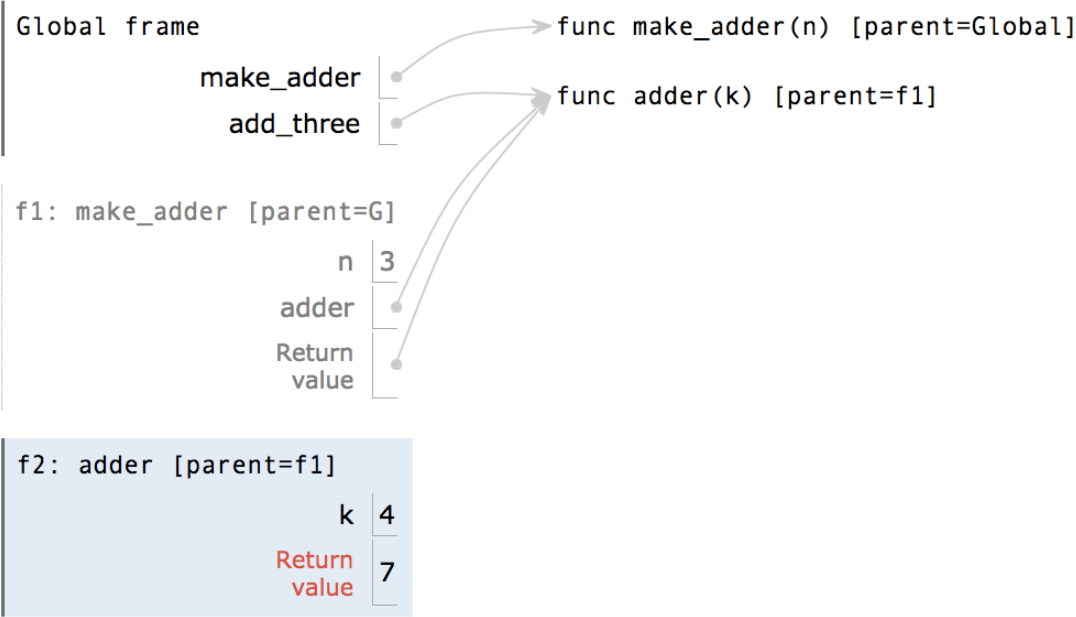 Global frame
make_adder
add_three
func make_adder(n) [parent=Global]
func adder(k) [parent=f1]
f1: make_adder [parent=G]
n 3
adder
Return
value
f2: adder [parent=f1]
k 4
Return
value 7